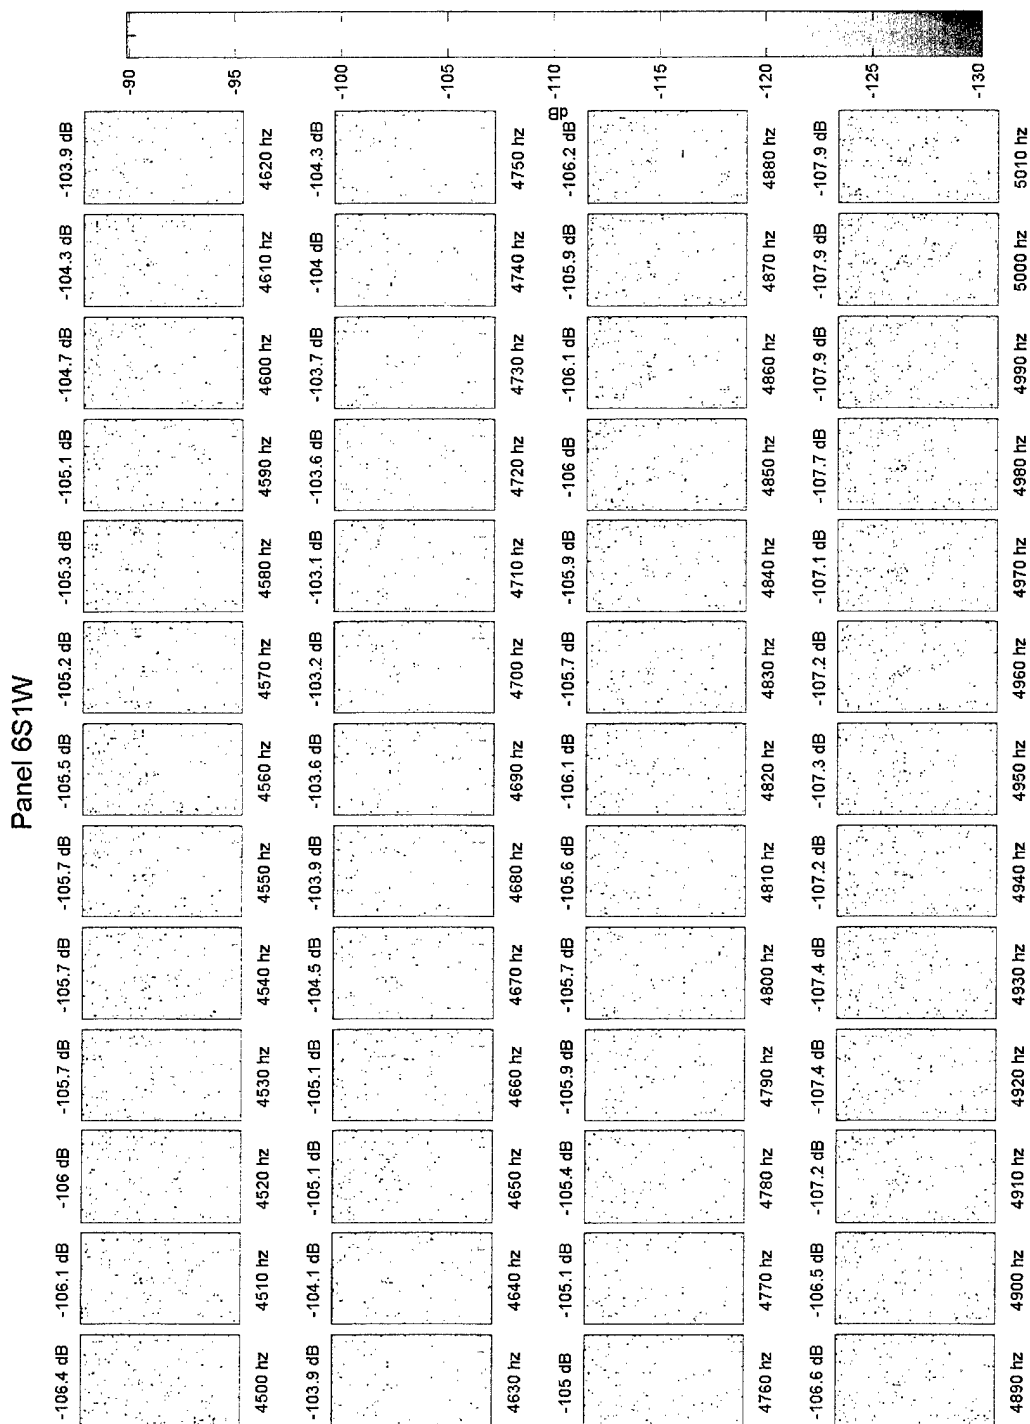 Panel 6S1W
-106.4 dB -106.1 dB -106 dB -105.7 dB -105.7 dB -105.7 dB -105.5 dB -105.2 dB -105.3 dB -105.1 dB -104.7 dB -104.3 dB -103.9 dB
4500 hz 4510 hz 4520 hz 4530 hz 4540 hz 4550 hz 4560 hz 4570 hz 4580 hz 4590 hz 4600 hz 4610 hz 4620 hz
-103.9 dB -104.1 dB -105.1 dB -105.1 dB -104.5 dB -103.9 dB -103.6 dB -103.2 dB -103.1 dB -103.6 dB -103.7 dB -104 dB -104.3 dB
4630 hz 4640 hz 4650 hz 4660 hz 4670 hz 4680 hz 4690 hz 4700 hz 4710 hz 4720 hz 4730 hz 4740 hz 4750 hz
-105 dB -105.1 dB -105.4 dB -105.9 dB -105.7 dB -105.6 dB -106.1 dB -105.7 dB -105.9 dB -106 dB -106.1 dB -105.9 dB -106.2 dB
4760 hz 4770 hz 4780 hz 4790 hz 4800 hz 4810 hz 4820 hz 4830 hz 4840 hz 4850 hz 4860 hz 4870 hz 4880 hz
-106.6 dB -106.5 dB -107.2 dB -107.4 dB -107.4 dB -107.2 dB -107.3 dB -107.2 dB -107.1 dB -107.7 dB -107.9 dB -107.9 dB -107.9 dB
4890 hz 4900 hz 4910 hz 4920 hz 4930 hz 4940 hz 4950 hz 4960 hz 4970 hz 4980 hz 4990 hz 5000 hz 5010 hz
-90
-95
-100
-105
-110
-115
-120
-125
-130
dB